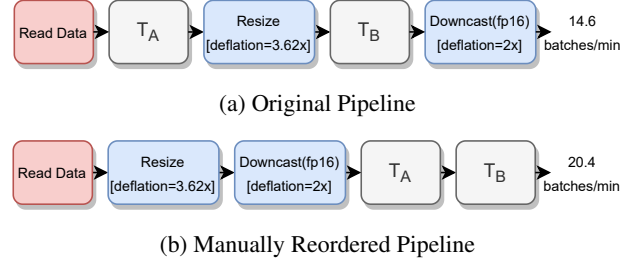 Read Data
T_A
Resize
[deflation=3.62x]
T_B
Downcast(fp16)
[deflation=2x]
14.6
batches/min
(a) Original Pipeline
Read Data
Resize
[deflation=3.62x]
Downcast(fp16)
[deflation=2x]
T_A
T_B
20.4
batches/min
(b) Manually Reordered Pipeline